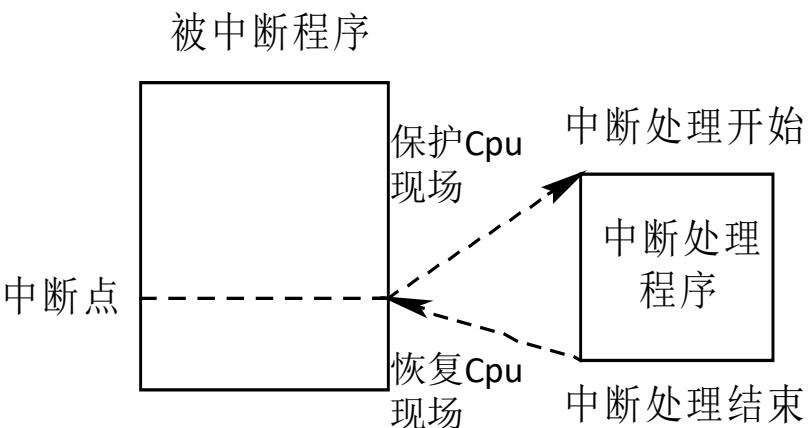 被中断程序
保护Cpu
现场
中断处理开始
中断处理
程序
中断点
恢复Cpu
现场
中断处理结束